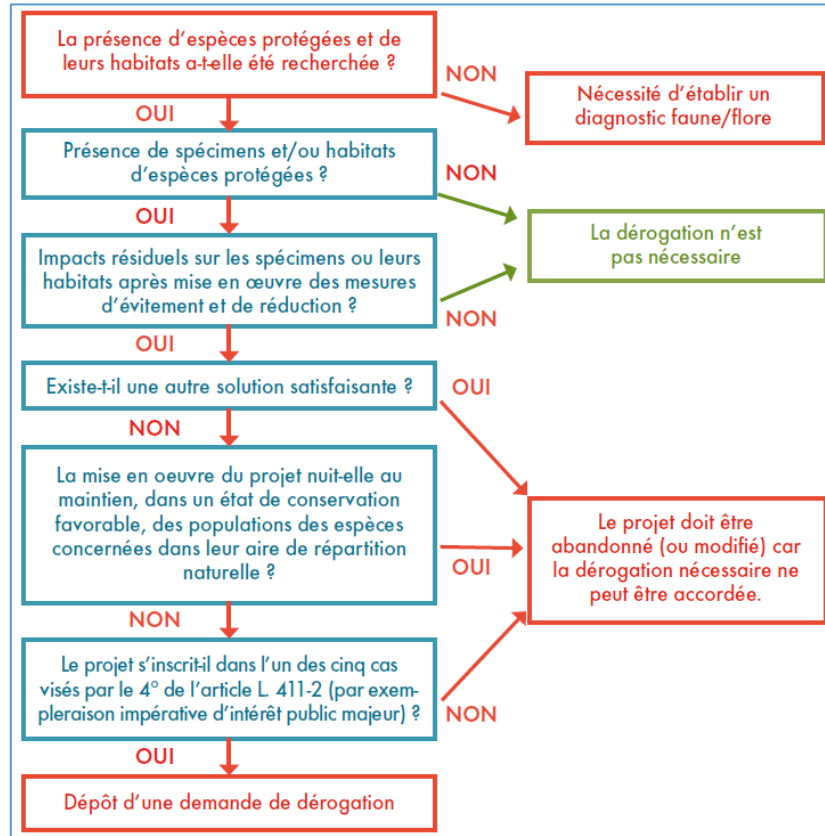 La présence d'espèces protégées et de
leurs habitats a-t-elle été recherchée ?
NON
Nécessité d'établir un
diagnostic faune/flore
OUI
Présence de spécimens et/ou habitats
d'espèces protégées ?
NON
OUI
La dérogation n'est
pas nécessaire
Impacts résiduels sur les spécimens ou leurs
habitats après mise en œuvre des mesures
d'évitement et de réduction ?
NON
OUI
Existe-t-il une autre solution satisfaisante ?
OUI
NON
La mise en oeuvre du projet nuit-elle au
maintien, dans un état de conservation
favorable, des populations des espèces
concernées dans leur aire de répartition
naturelle ?
OUI
Le projet doit être
abandonné (ou modifié) car
la dérogation nécessaire ne
peut être accordée.
NON
Le projet s'inscrit-il dans l'un des cinq cas
visés par le 4° de l'article L. 411-2 (par exem-
pleraison impérative d'intérêt public majeur) ?
NON
OUI
Dépôt d'une demande de dérogation